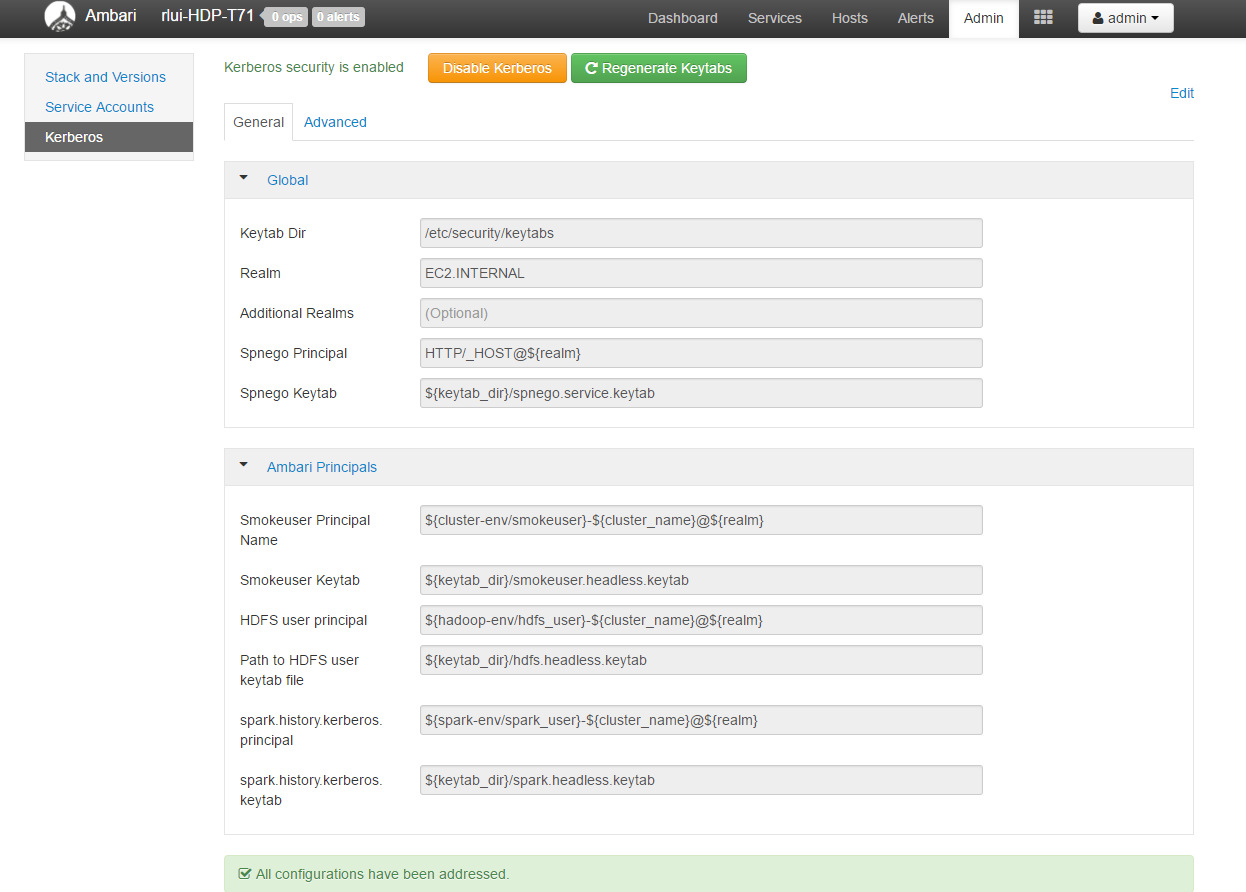 Ambari rlui-HDP-T71 0 ops 0 alerts Dashboard Services Hosts Alerts Admin admin
Stack and Versions
Service Accounts
Kerberos
Kerberos security is enabled Disable Kerberos Regenerate Keytabs
Edit
General Advanced
Global
Keytab Dir /etc/security/keytabs
Realm EC2.INTERNAL
Additional Realms (Optional)
Spnego Principal HTTP/_HOST@${realm}
Spnego Keytab ${keytab_dir}/spnego.service.keytab
Ambari Principals
Smokeuser Principal ${cluster-env/smokeuser}-${cluster_name}@${realm}
Name
Smokeuser Keytab ${keytab_dir}/smokeuser.headless.keytab
HDFS user principal ${hadoop-env/hdfs_user}-${cluster_name}@${realm}
Path to HDFS user ${keytab_dir}/hdfs.headless.keytab
keytab file
spark.history.kerberos. ${spark-env/spark_user}-${cluster_name}@${realm}
principal
spark.history.kerberos. ${keytab_dir}/spark.headless.keytab
keytab
All configurations have been addressed.